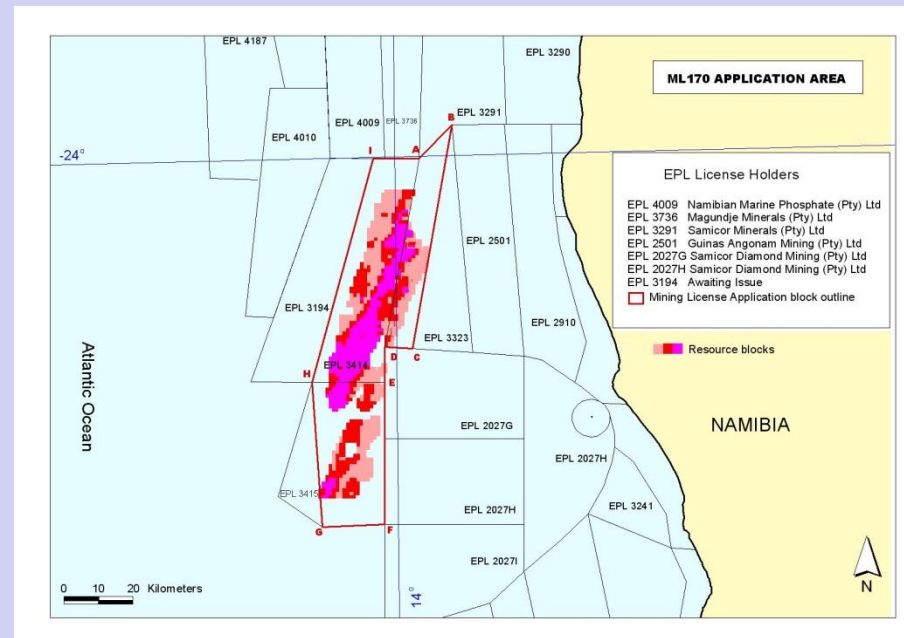 EPL 4187
EPL 3290
ML170 APPLICATION AREA
B
EPL 3291
EPL 4009
EPL 3736
EPL 4010
-24°
I
A
EPL License Holders
EPL 4009 Namibian Marine Phosphate (Pty) Ltd
EPL 3736 Magundje Minerals (Pty) Ltd
EPL 3291 Samicor Minerals (Pty) Ltd
EPL 2501 Guinas Angonam Mining (Pty) Ltd
EPL 2027G Samicor Diamond Mining (Pty) Ltd
EPL 2027H Samicor Diamond Mining (Pty) Ltd
EPL 3194 Awaiting Issue
Mining License Application block outline
EPL 2501
EPL 3194
EPL 2910
EPL 3323
Resource blocks
Atlantic Ocean
D
C
EPL 3414
H
E
NAMIBIA
EPL 2027G
EPL 2027H
EPL 3415
EPL 2027H
EPL 3241
G
F
EPL 2027I
N
0 10 20 Kilometers
14°